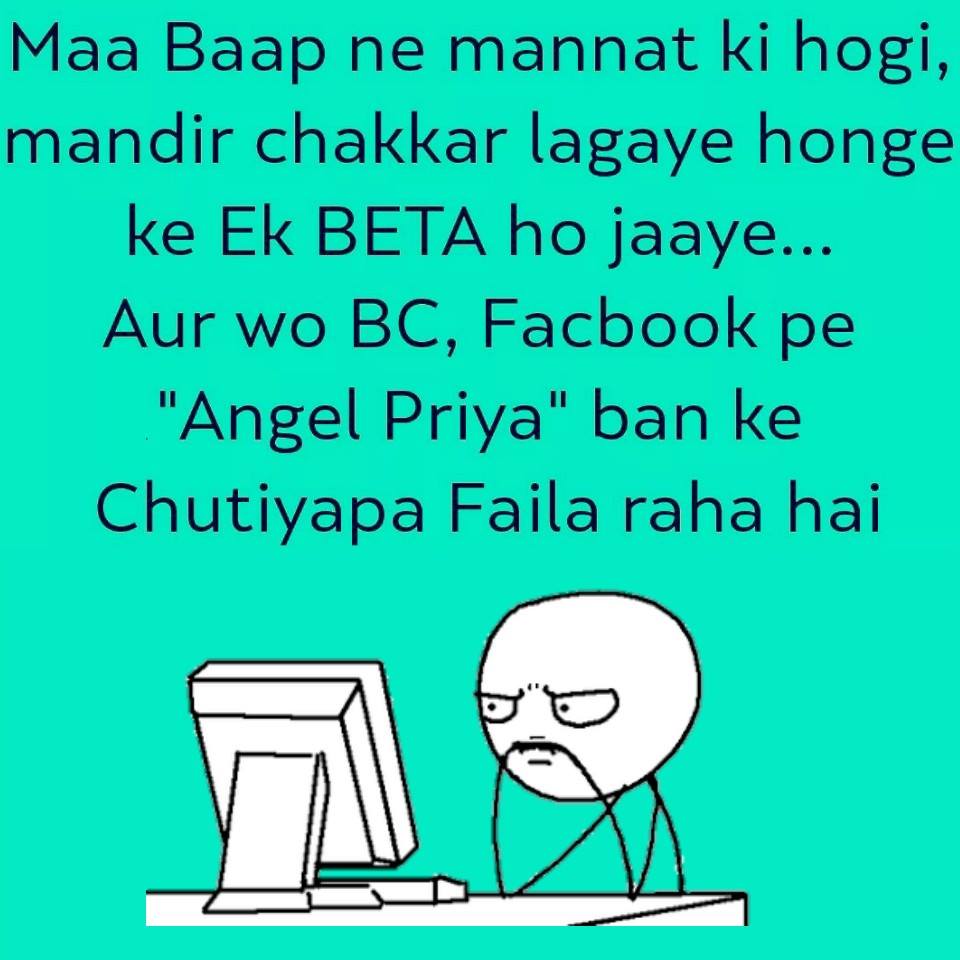 Maa Baap ne mannat ki hogi,
mandir chakkar lagaye honge
ke Ek BETA ho jaaye...
Aur wo BC, Facbook pe
"Angel Priya" ban ke
Chutiyapa Faila raha hai